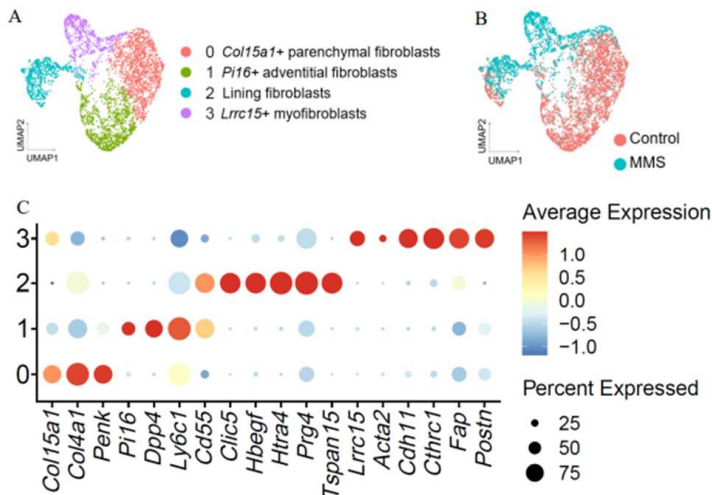 A
0 Col15a1+ parenchymal fibroblasts
1 Pi16+ adventitial fibroblasts
2 Lining fibroblasts
3 Lrrc15+ myofibroblasts
UMAP2
UMAP1
B
Control
MMS
UMAP2
UMAP1
C
3
2
1
0
Col15a1
Col4a1
Penk
Pi16
Dpp4
Ly6c1
Cd55
Clic5
Hbegf
Htra4
Prg4
Tspan15
Lrrc15
Acta2
Cdh11
Cthrc1
Fap
Postn
Average Expression
1.0
0.5
0.0
−0.5
−1.0
Percent Expressed
25
50
75